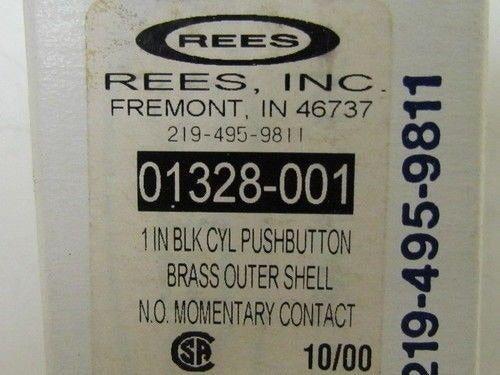 REES
REES, INC.
FREMONT, IN 46737
219-495-9811
01328-001
1 IN BLK CYL PUSHBUTTON
BRASS OUTER SHELL
N.O. MOMENTARY CONTACT
CSA
10/00
219-495-9811